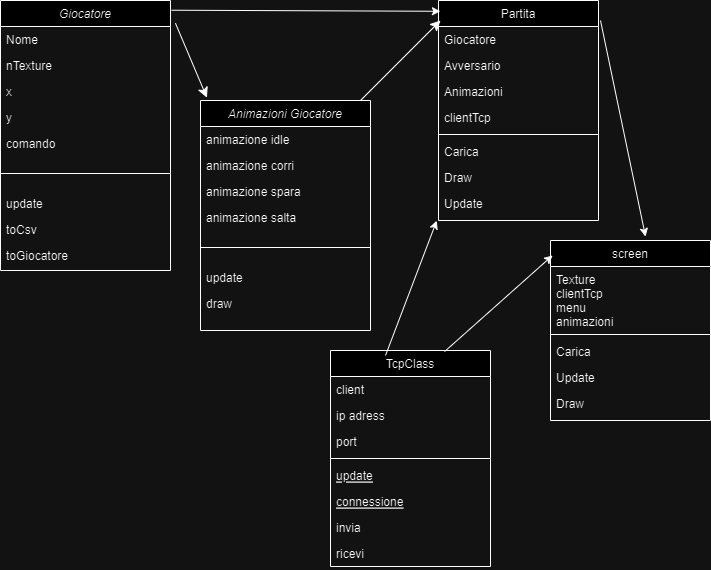 Giocatore
Nome
nTexture
x
y
comando
update
toCsv
toGiocatore
Animazioni Giocatore
animazione idle
animazione corri
animazione spara
animazione salta
update
draw
Partita
Giocatore
Avversario
Animazioni
clientTcp
Carica
Draw
Update
screen
Texture
clientTcp
menu
animazioni
Carica
Update
Draw
TcpClass
client
ip adress
port
update
connessione
invia
ricevi